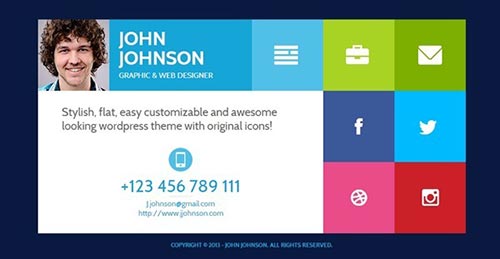 JOHN
JOHNSON
GRAPHIC & WEB DESIGNER
Stylish, flat, easy customizable and awesome
looking wordpress theme with original icons!
+123 456 789 111
J.johnson@gmail.com
http://www.jjohnson.com
COPYRIGHT © 2013 - JOHN JOHNSON. ALL RIGHTS RESERVED.